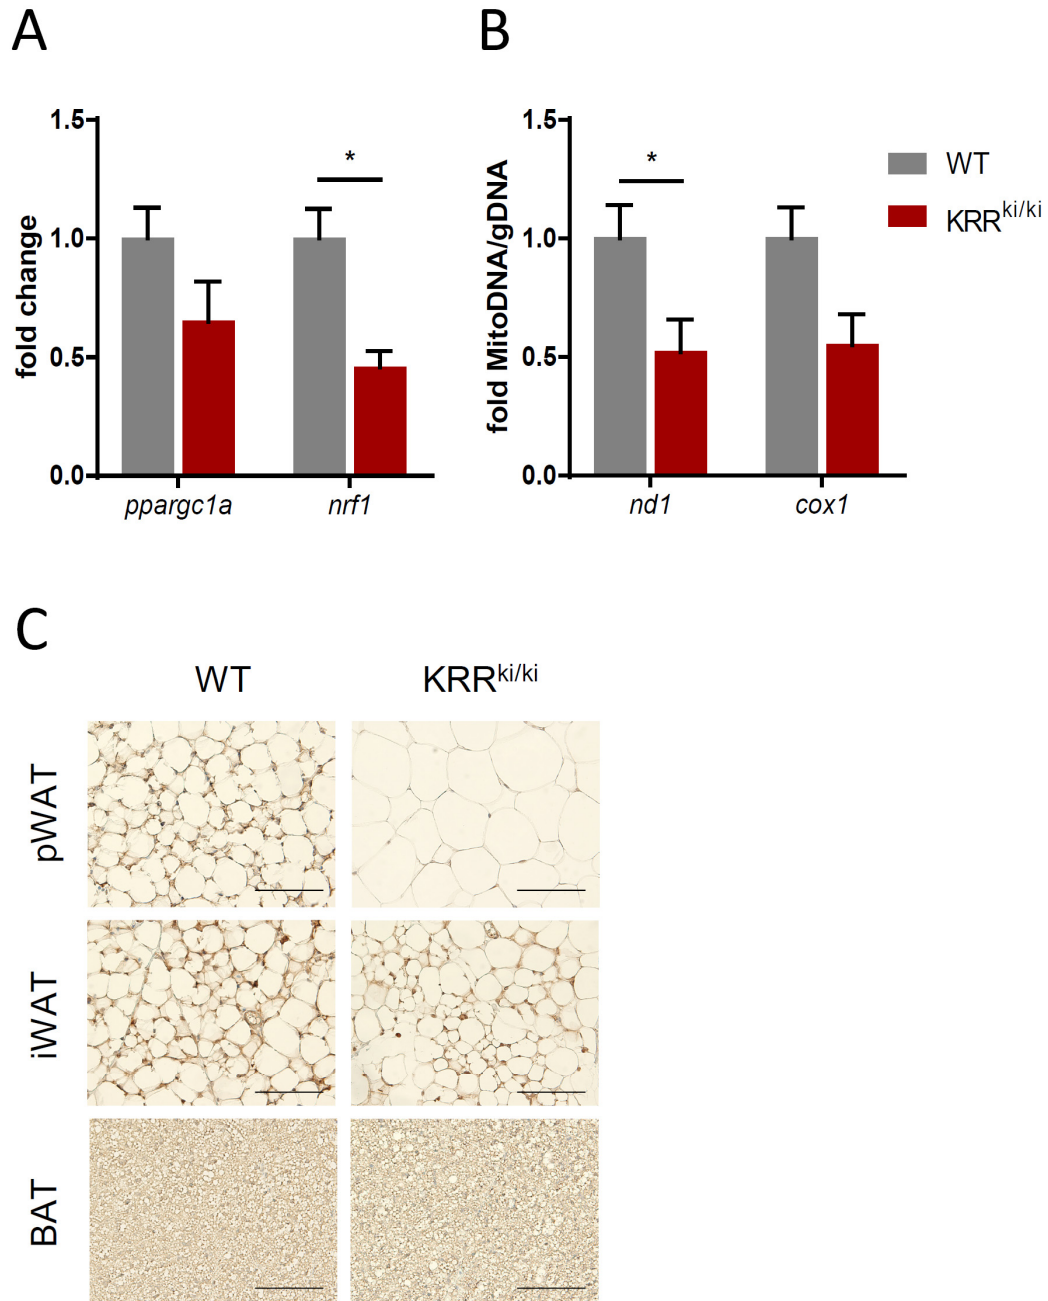 A
B
1.5
1.0
0.5
0.0
fold change
*
ppargc1a
nrf1
1.5
1.0
0.5
0.0
fold MitoDNA/gDNA
*
nd1
cox1
WT
KRRki/ki
C
WT
KRRki/ki
pWAT
iWAT
BAT